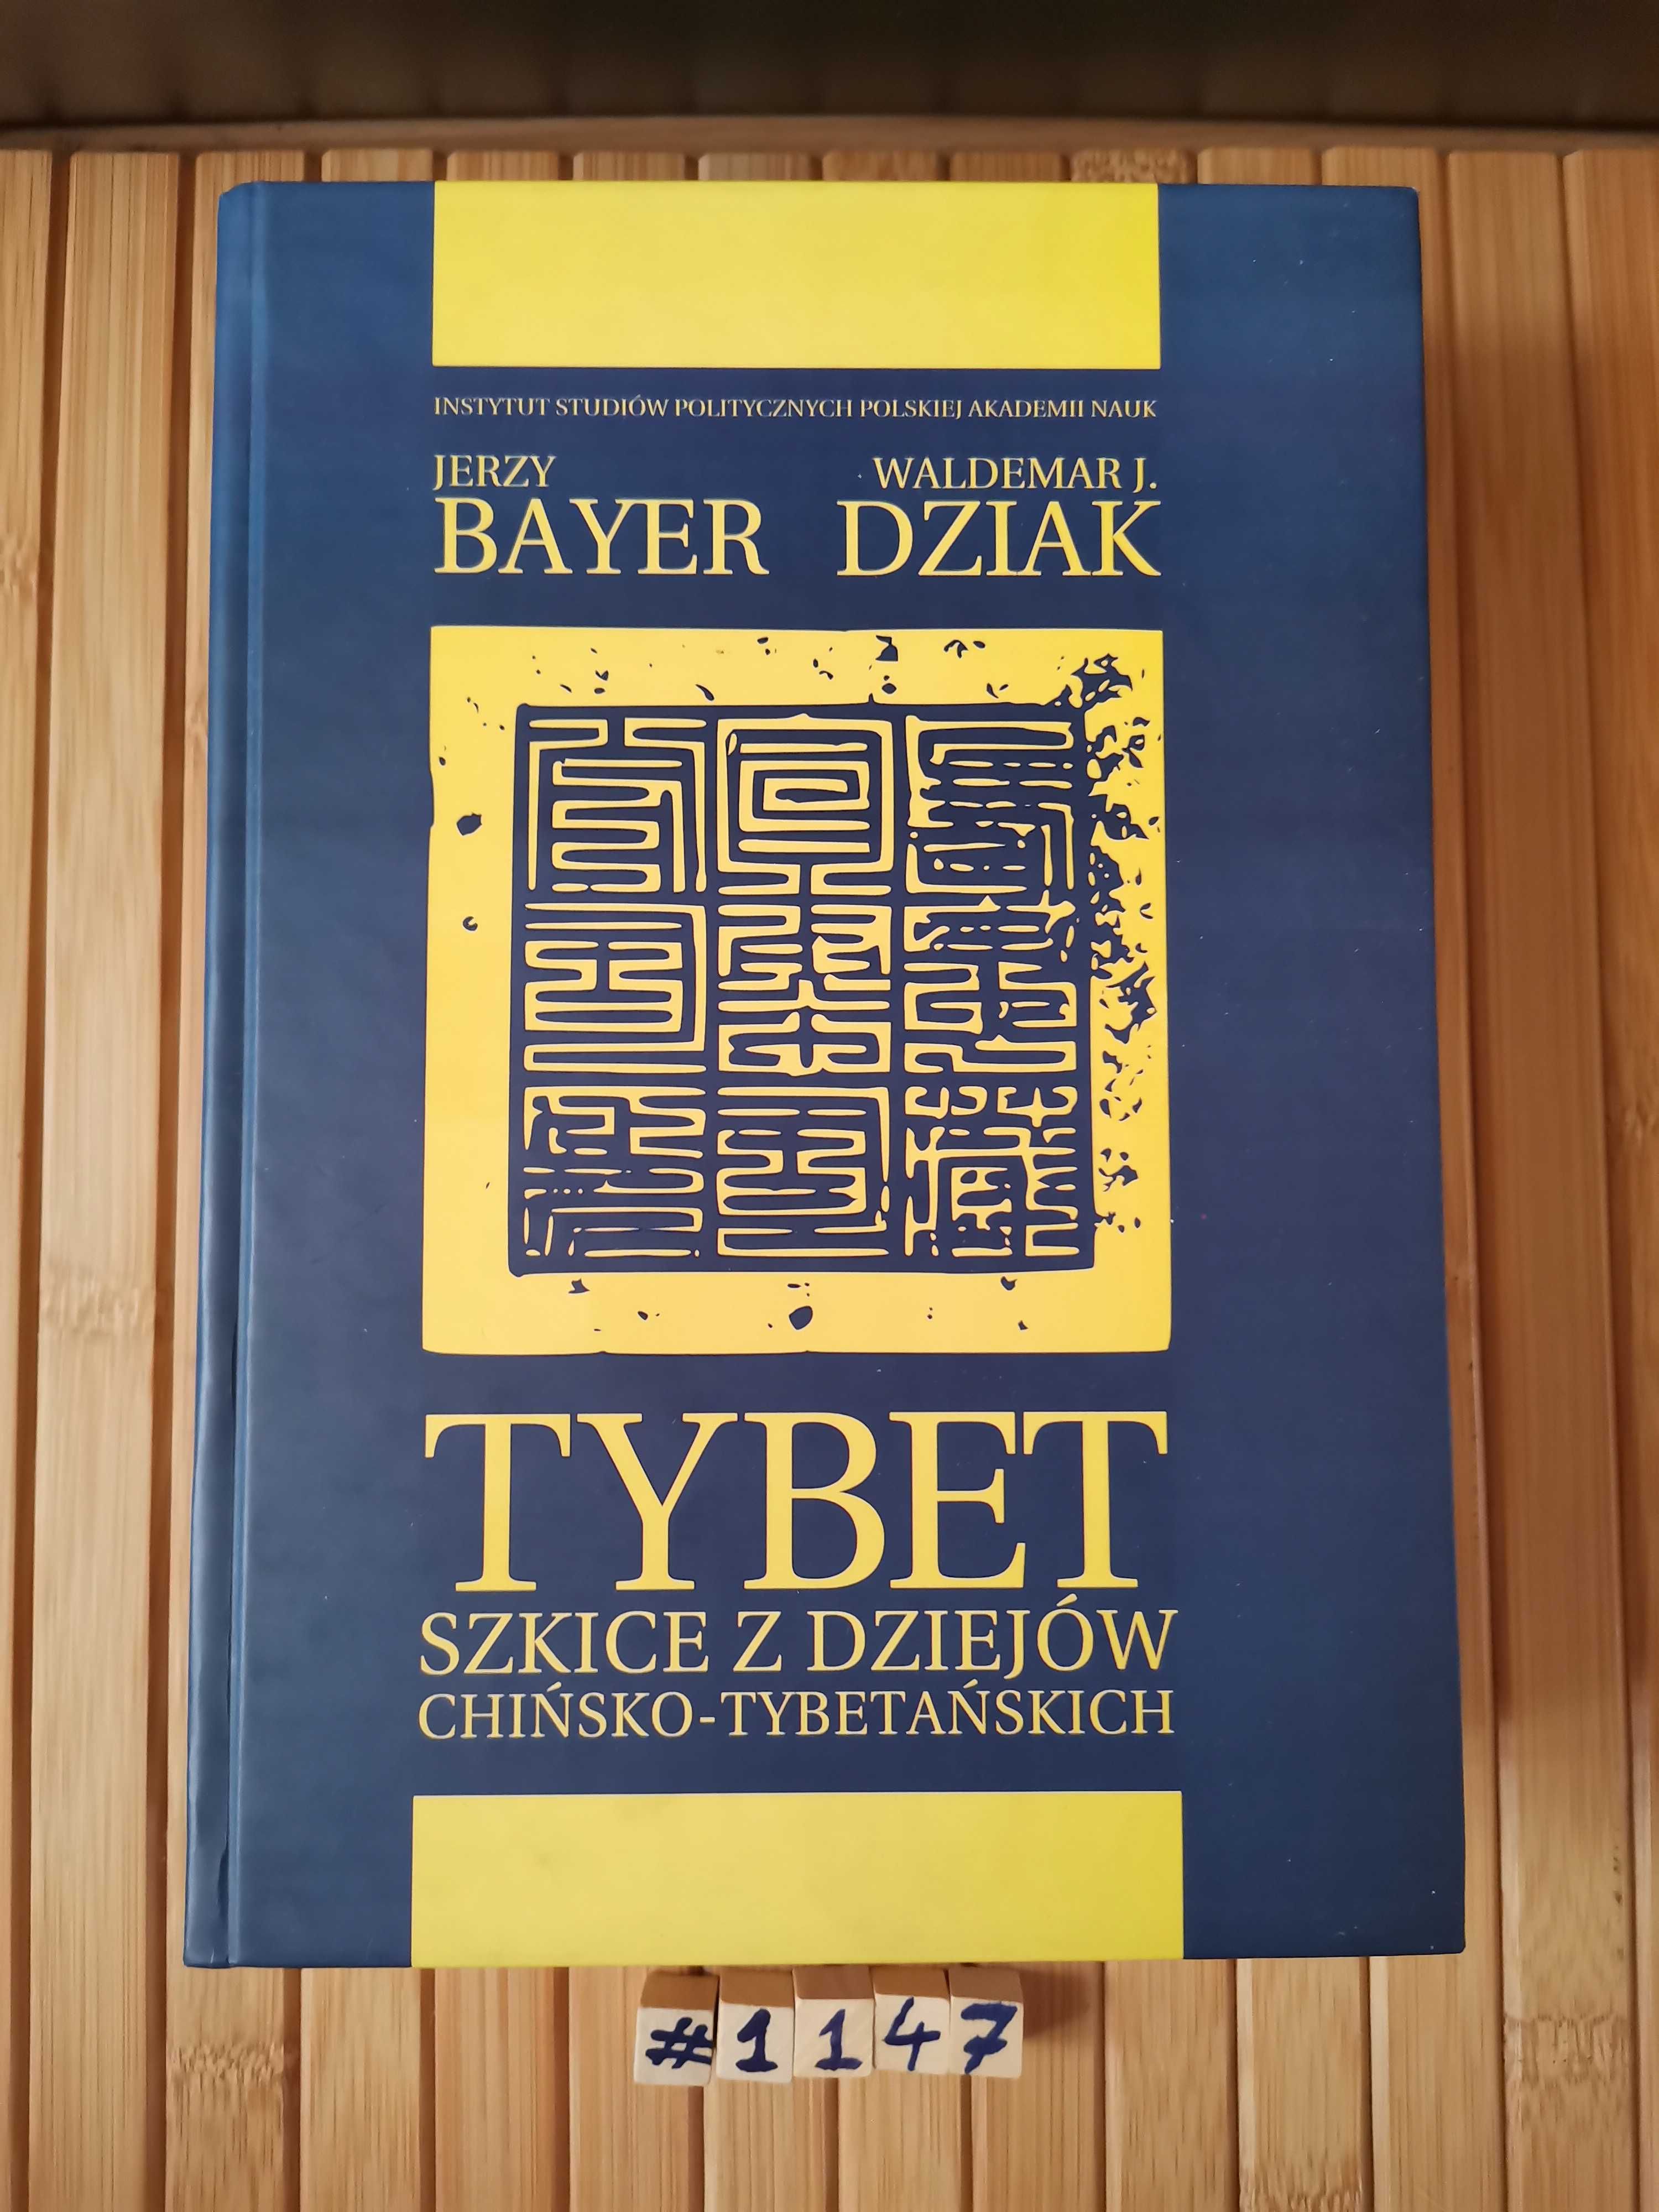 INSTYTUT STUDIÓW POLITYCZNYCH POLSKIEJ AKADEMII NAUK
JERZY WALDEMAR J.
BAYER DZIAK
TYBET
SZKICE Z DZIEJÓW
CHIŃSKO-TYBETAŃSKICH
#1147